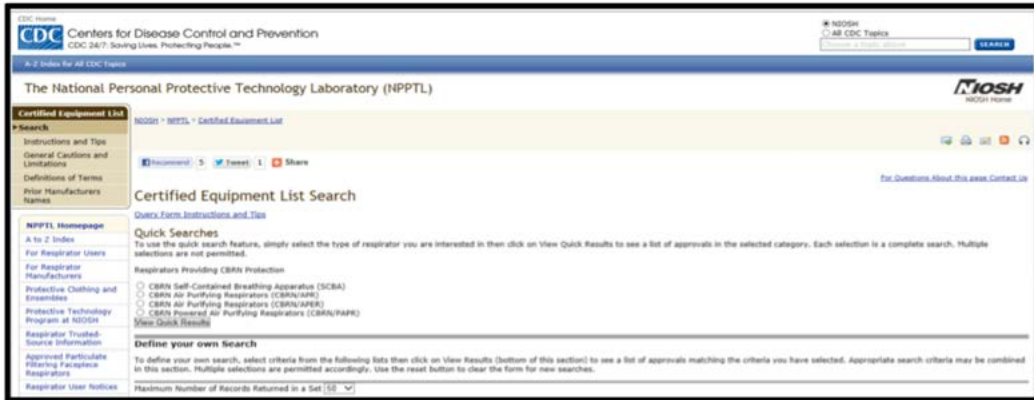 CDC Home
CDC
Centers for Disease Control and Prevention
CDC 24/7: Saving Lives. Protecting People.™
NIOSH
All CDC Topics
Choose a topic above
SEARCH
A-Z Index for All CDC Topics
The National Personal Protective Technology Laboratory (NPPTL)
NIOSH
NIOSH Home
Certified Equipment List
Search
Instructions and Tips
General Cautions and
Limitations
Definitions of Terms
Prior Manufacturers
Names
NPPTL Homepage
A to Z Index
For Respirator Users
For Respirator
Manufacturers
Protective Clothing and
Ensembles
Protective Technology
Program at NIOSH
Respirator Trusted-
Source Information
Approved Particulate
Filtering Facepiece
Respirators
Respirator User Notices
NIOSH > NPPTL > Certified Equipment List
Recommend 5 Tweet 1 Share
For Questions About this page Contact Us
Certified Equipment List Search
Query Form Instructions and Tips
Quick Searches
To use the quick search feature, simply select the type of respirator you are interested in then click on View Quick Results to see a list of approvals in the selected category. Each selection is a complete search. Multiple
selections are not permitted.
Respirators Providing CBRN Protection
CBRN Self-Contained Breathing Apparatus (SCBA)
CBRN Air Purifying Respirators (CBRN/APR)
CBRN Air Purifying Respirators (CBRN/APER)
CBRN Powered Air Purifying Respirators (CBRN/PAPR)
View Quick Results
Define your own Search
To define your own search, select criteria from the following lists then click on View Results (bottom of this section) to see a list of approvals matching the criteria you have selected. Appropriate search criteria may be combined
in this section. Multiple selections are permitted accordingly. Use the reset button to clear the form for new searches.
Maximum Number of Records Returned in a Set 50